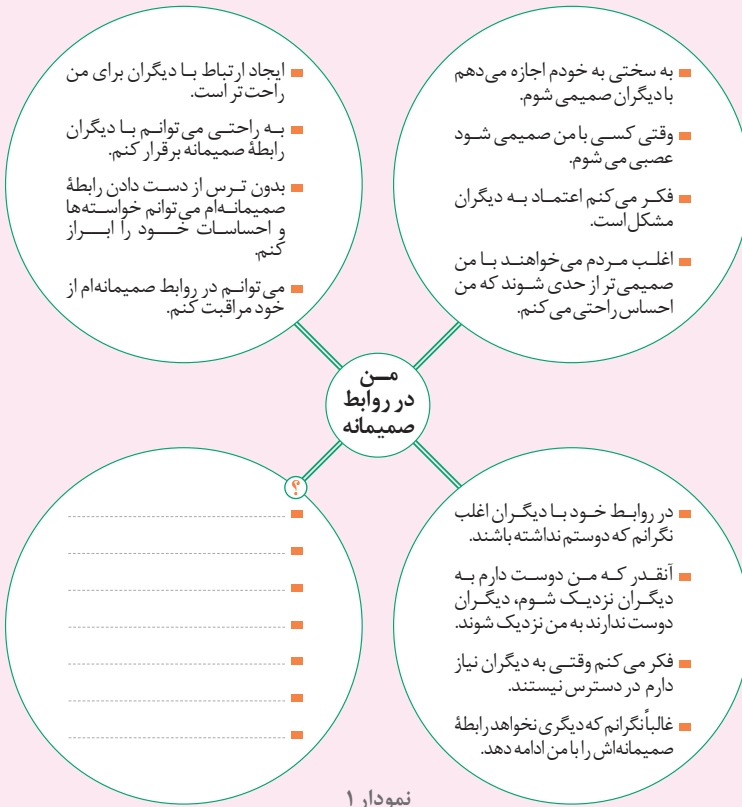 به سختی به خودم اجازه می‌دهم
با دیگران صمیمی شوم.
وقتی کسی با من صمیمی شود
عصبی می شوم.
فکر می کنم اعتماد به دیگران
مشکل است.
اغلب مردم می‌خواهند با من
صمیمی‌تر از حدی شوند که من
احساس راحتی می کنم.
ایجاد ارتباط با دیگران برای من
راحت تر است.
به راحتی می توانم با دیگران
رابطهٔ صمیمانه برقرار کنم.
بدون ترس از دست دادن رابطهٔ
صمیمانه‌ام می‌توانم خواسته‌ها
و احساسات خود را ابراز
کنم.
می توانم در روابط صمیمانه‌ام از
خود مراقبت کنم.
من
در روابط
صمیمانه
در روابط خود با دیگران اغلب
نگرانم که دوستم نداشته باشند.
آنقدر که من دوست دارم به
دیگران نزدیک شوم، دیگران
دوست ندارند به من نزدیک شوند.
فکر می کنم وقتی به دیگران نیاز
دارم در دسترس نیستند.
غالباً نگرانم که دیگری نخواهد رابطهٔ
صمیمانه‌اش را با من ادامه دهد.
؟
نمودار ۱